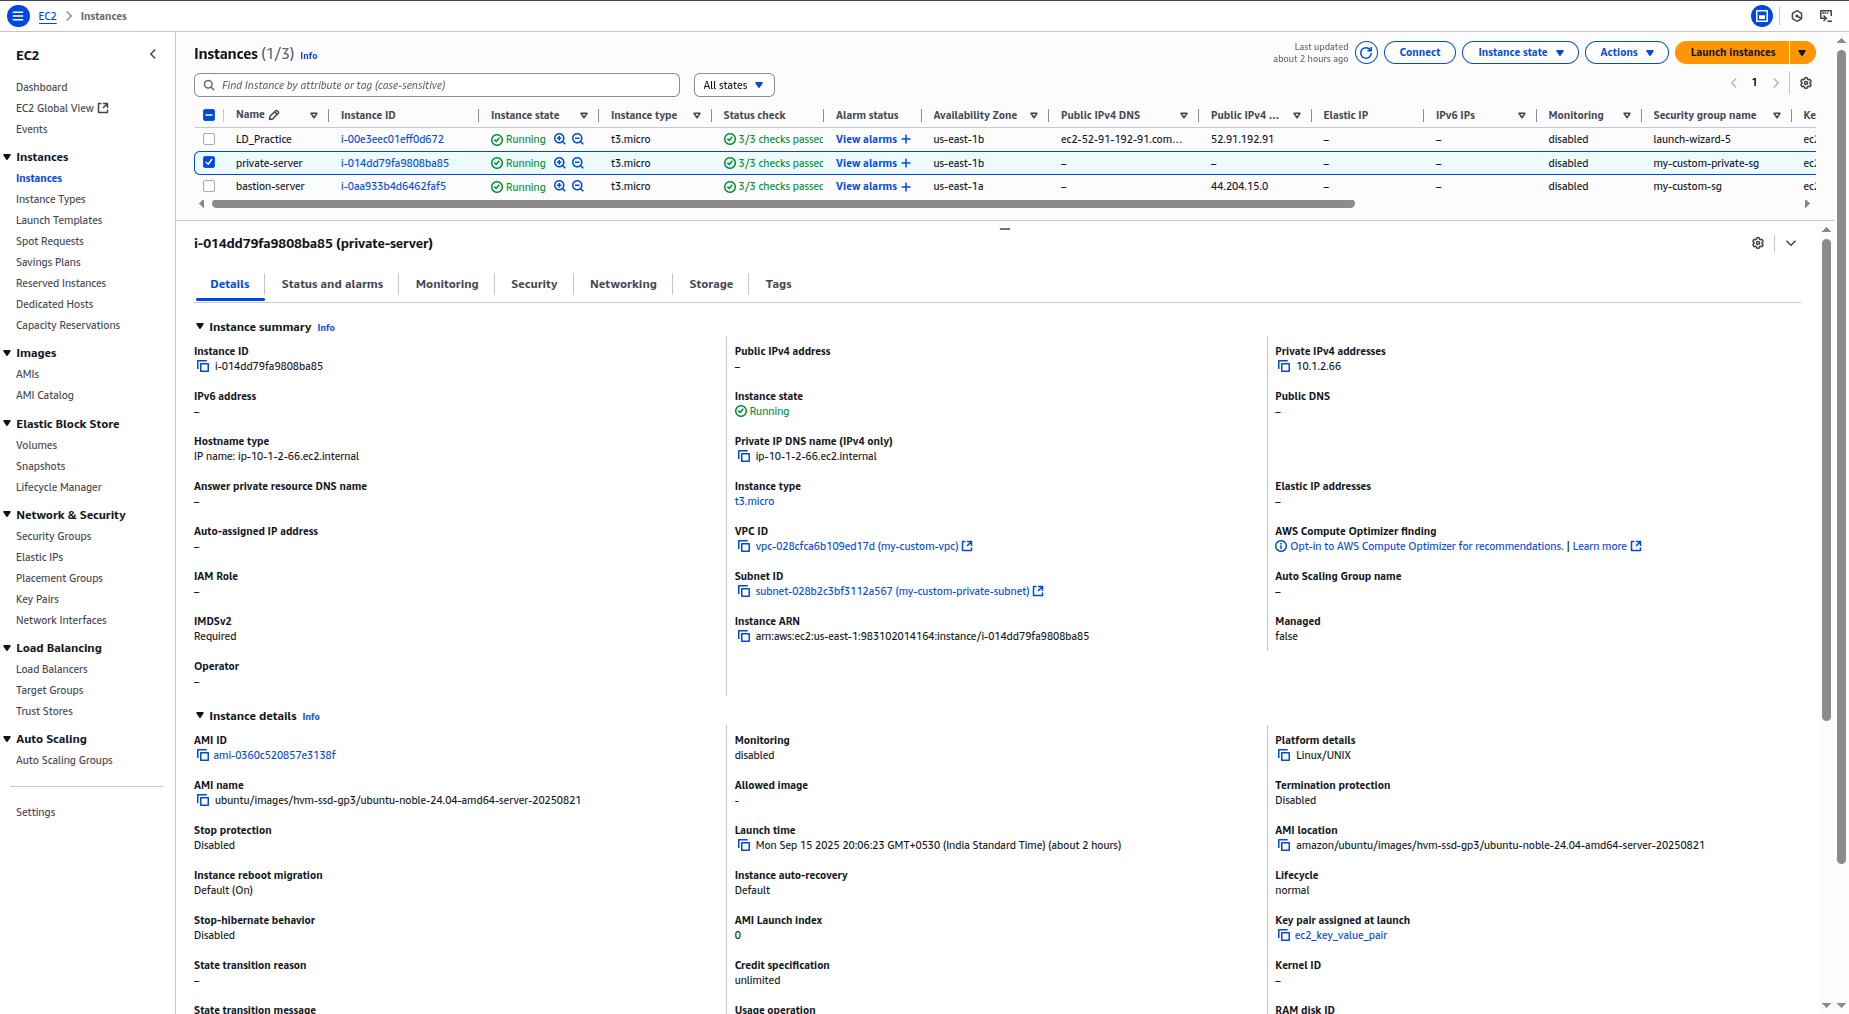 EC2 > Instances
EC2
Dashboard
EC2 Global View
Events
Instances
Instances
Instance Types
Launch Templates
Spot Requests
Savings Plans
Reserved Instances
Dedicated Hosts
Capacity Reservations
Images
AMIs
AMI Catalog
Elastic Block Store
Volumes
Snapshots
Lifecycle Manager
Network & Security
Security Groups
Elastic IPs
Placement Groups
Key Pairs
Network Interfaces
Load Balancing
Load Balancers
Target Groups
Trust Stores
Auto Scaling
Auto Scaling Groups
Settings
Instances (1/3) Info
Last updated
about 2 hours ago
Connect
Instance state
Actions
Launch instances
Find Instance by attribute or tag (case-sensitive)
All states
1
Name Instance ID Instance state Instance type Status check Alarm status Availability Zone Public IPv4 DNS Public IPv4 ... Elastic IP IPv6 IPs Monitoring Security group name Ke
LD_Practice i-00e3eec01eff0d672 Running t3.micro 3/3 checks passed View alarms + us-east-1b ec2-52-91-192-91.com... 52.91.192.91 – – disabled launch-wizard-5 ec2
private-server i-014dd79fa9808ba85 Running t3.micro 3/3 checks passed View alarms + us-east-1b – – – – disabled my-custom-private-sg ec2
bastion-server i-0aa933b4d6462faf5 Running t3.micro 3/3 checks passed View alarms + us-east-1a – 44.204.15.0 – – disabled my-custom-sg ec2
i-014dd79fa9808ba85 (private-server)
Details Status and alarms Monitoring Security Networking Storage Tags
Instance summary Info
Instance ID
i-014dd79fa9808ba85
Public IPv4 address
–
Private IPv4 addresses
10.1.2.66
IPv6 address
–
Instance state
Running
Public DNS
–
Hostname type
IP name: ip-10-1-2-66.ec2.internal
Private IP DNS name (IPv4 only)
ip-10-1-2-66.ec2.internal
Answer private resource DNS name
–
Instance type
t3.micro
Elastic IP addresses
–
Auto-assigned IP address
–
VPC ID
vpc-028cfca6b109ed17d (my-custom-vpc)
AWS Compute Optimizer finding
Opt-in to AWS Compute Optimizer for recommendations. | Learn more
IAM Role
–
Subnet ID
subnet-028b2c3bf3112a567 (my-custom-private-subnet)
Auto Scaling Group name
–
IMDSv2
Required
Instance ARN
arn:aws:ec2:us-east-1:983102014164:instance/i-014dd79fa9808ba85
Managed
false
Operator
–
Instance details Info
AMI ID
ami-0360c520857e3138f
Monitoring
disabled
Platform details
Linux/UNIX
AMI name
ubuntu/images/hvm-ssd-gp3/ubuntu-noble-24.04-amd64-server-20250821
Allowed image
-
Termination protection
Disabled
Stop protection
Disabled
Launch time
Mon Sep 15 2025 20:06:23 GMT+0530 (India Standard Time) (about 2 hours)
AMI location
amazon/ubuntu/images/hvm-ssd-gp3/ubuntu-noble-24.04-amd64-server-20250821
Instance reboot migration
Default (On)
Instance auto-recovery
Default
Lifecycle
normal
Stop-hibernate behavior
Disabled
AMI Launch index
0
Key pair assigned at launch
ec2_key_value_pair
State transition reason
–
Credit specification
unlimited
Kernel ID
–
State transition message
Usage operation
RAM disk ID